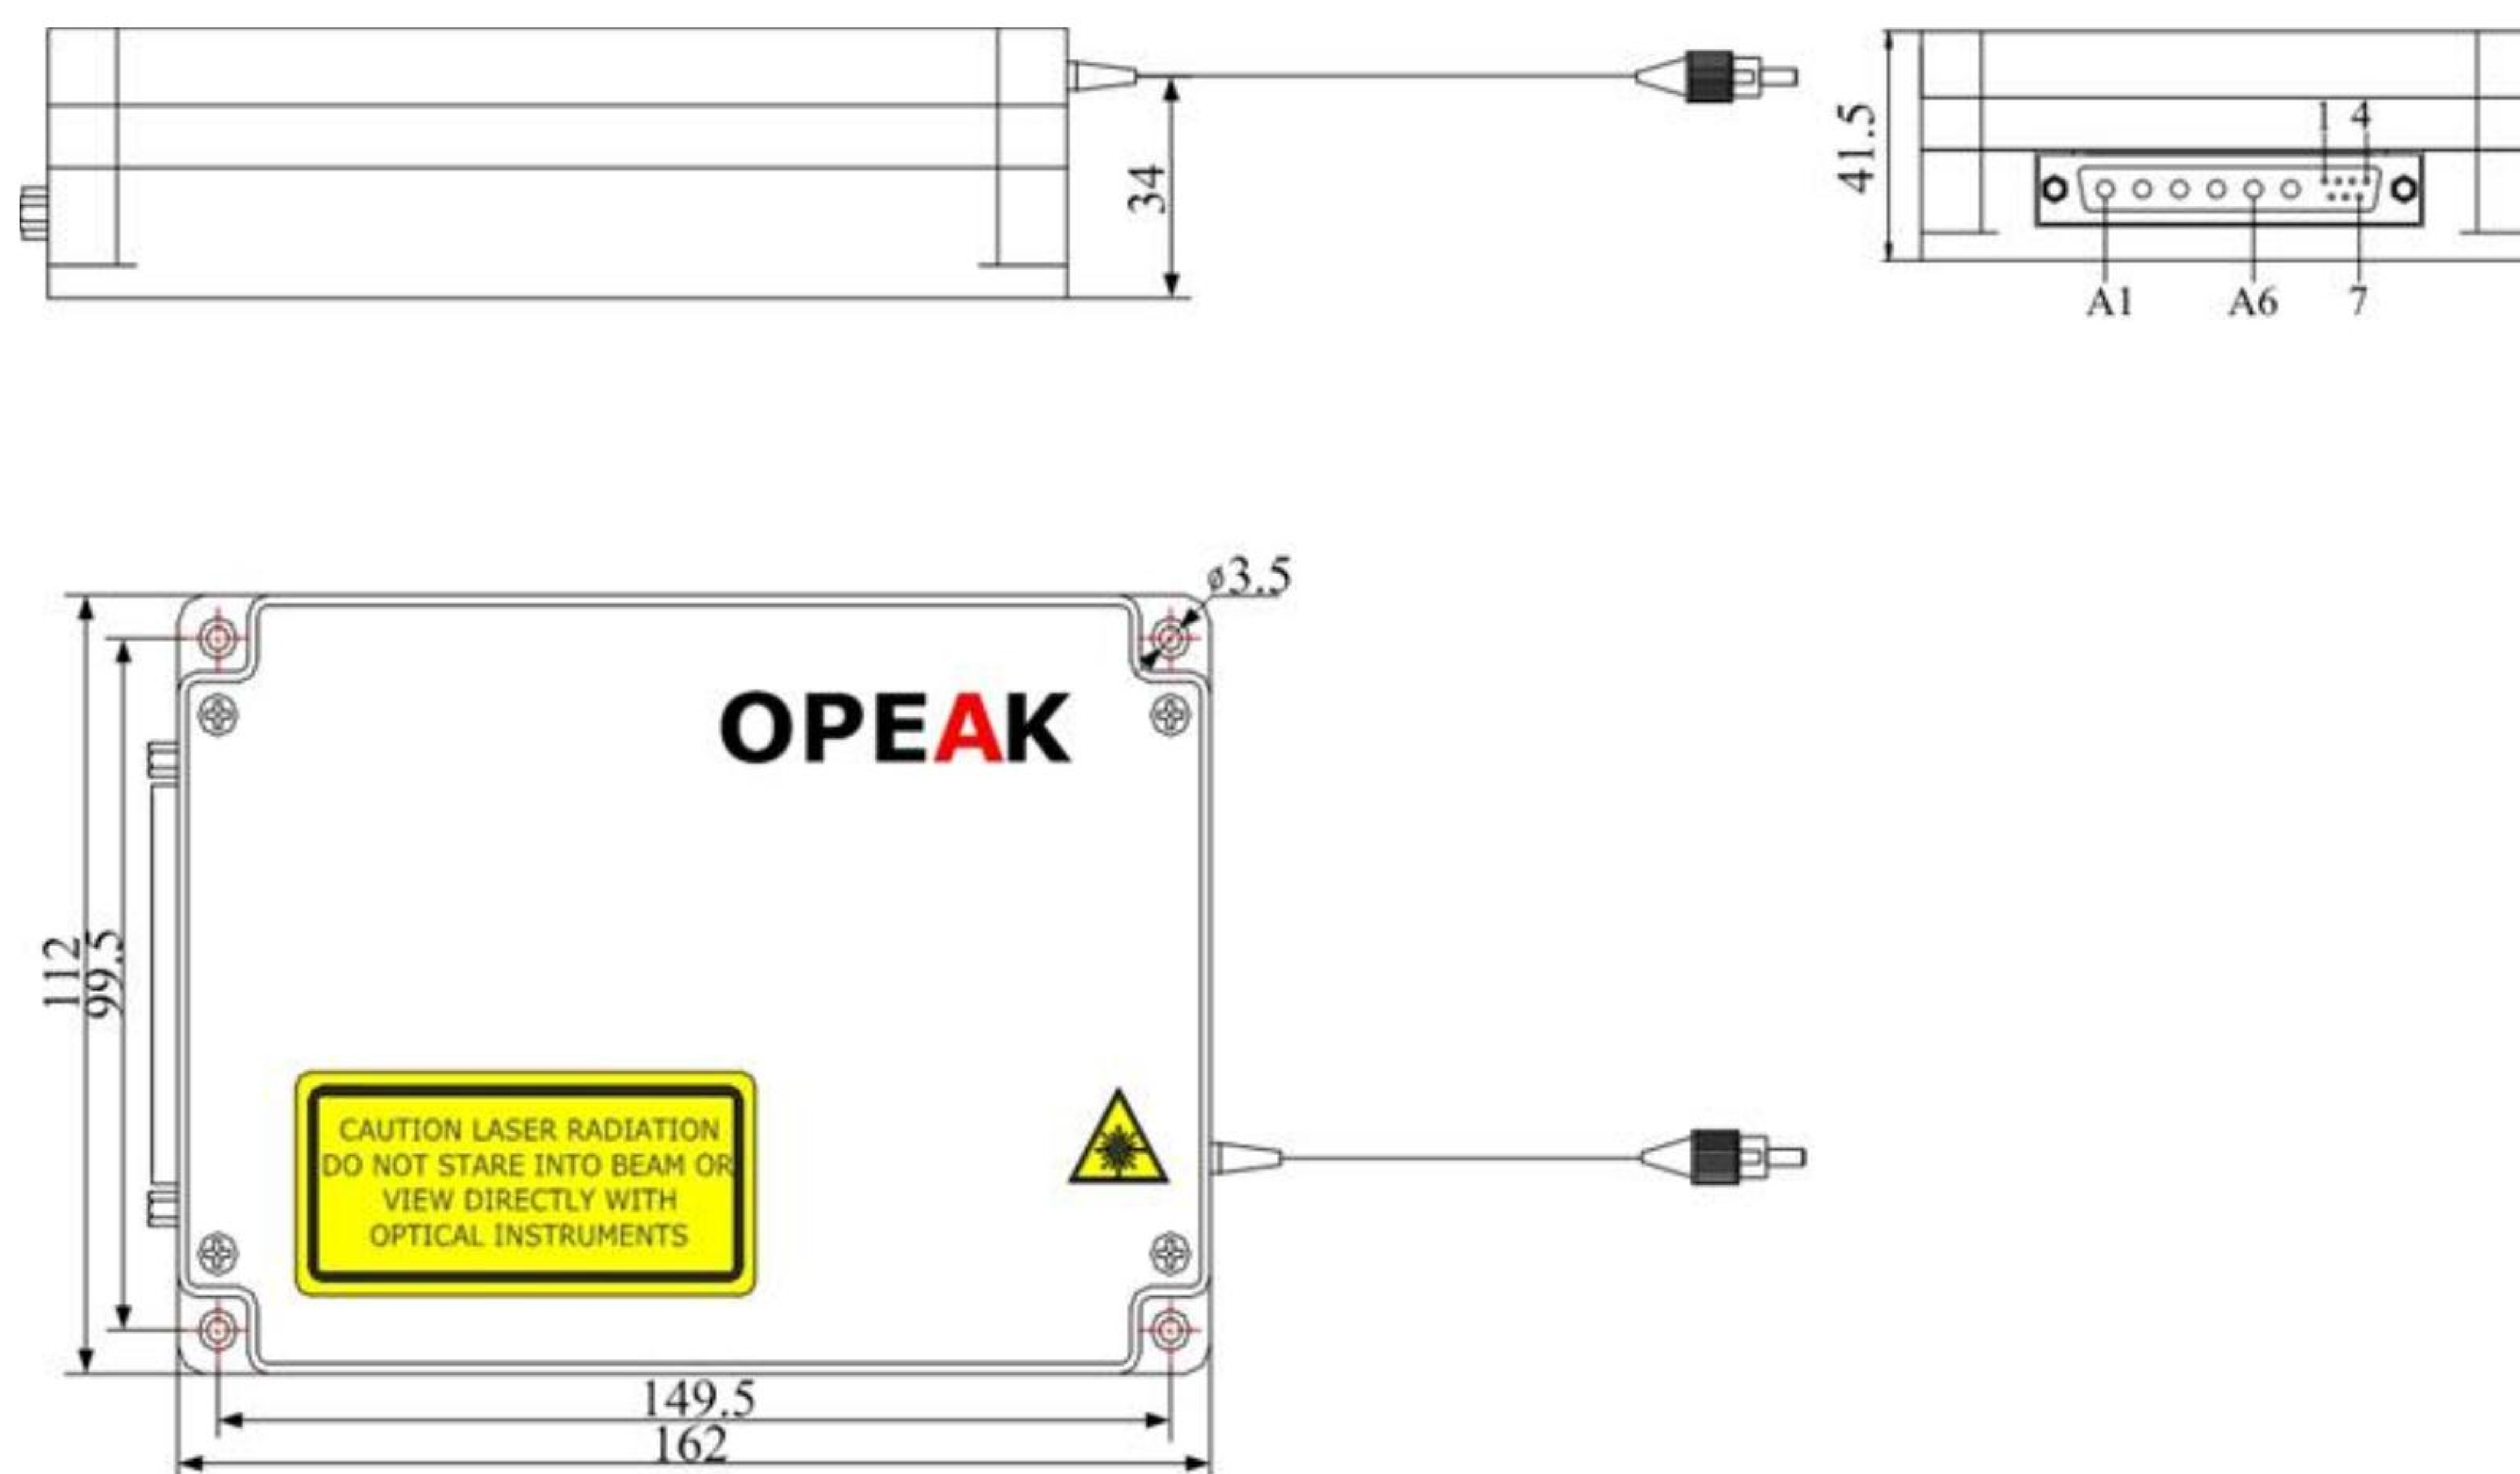 34
41.5
1 4
A1 A6 7
ø3.5
OPEAK
112
99.5
CAUTION LASER RADIATION
DO NOT STARE INTO BEAM OR
VIEW DIRECTLY WITH
OPTICAL INSTRUMENTS
149.5
162